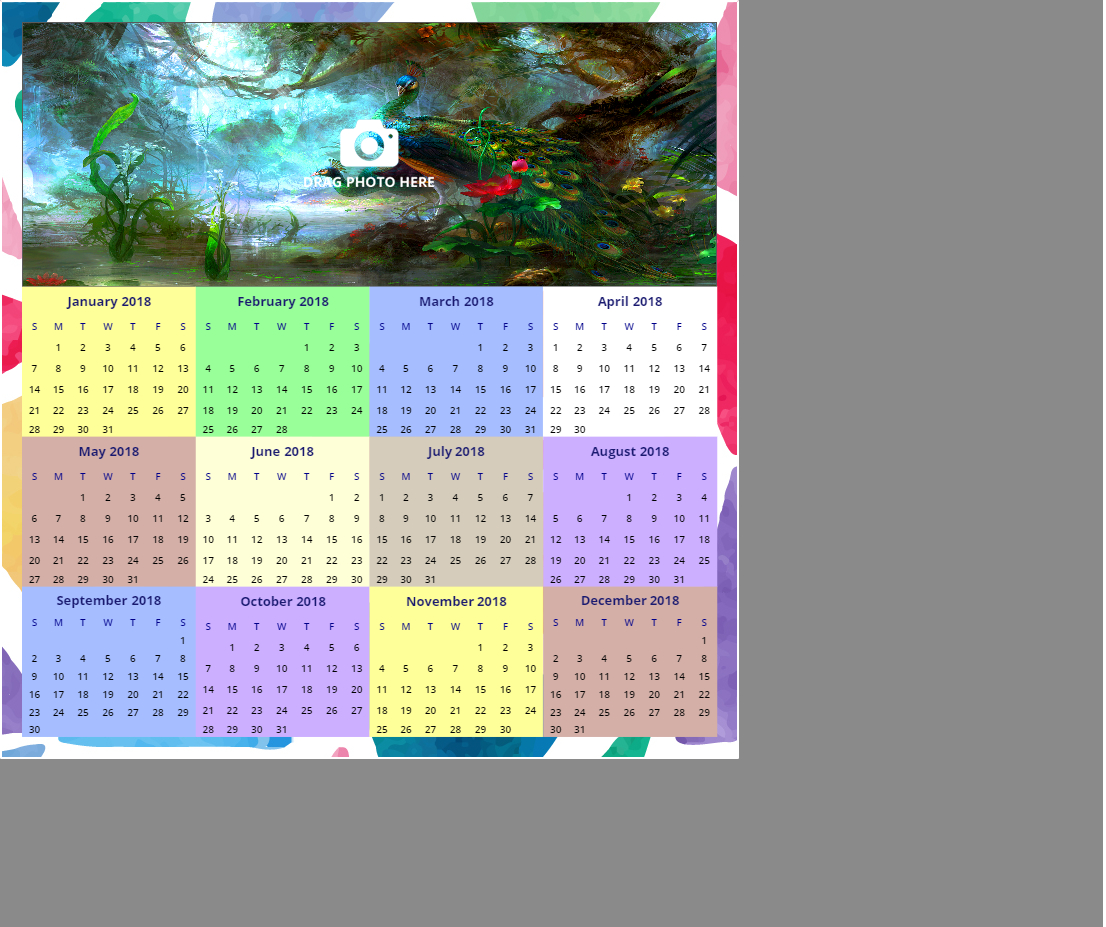 DRAG PHOTO HERE
January 2018
S M T W T F S
1 2 3 4 5 6
7 8 9 10 11 12 13
14 15 16 17 18 19 20
21 22 23 24 25 26 27
28 29 30 31
February 2018
S M T W T F S
1 2 3
4 5 6 7 8 9 10
11 12 13 14 15 16 17
18 19 20 21 22 23 24
25 26 27 28
March 2018
S M T W T F S
1 2 3
4 5 6 7 8 9 10
11 12 13 14 15 16 17
18 19 20 21 22 23 24
25 26 27 28 29 30 31
April 2018
S M T W T F S
1 2 3 4 5 6 7
8 9 10 11 12 13 14
15 16 17 18 19 20 21
22 23 24 25 26 27 28
29 30
May 2018
S M T W T F S
1 2 3 4 5
6 7 8 9 10 11 12
13 14 15 16 17 18 19
20 21 22 23 24 25 26
27 28 29 30 31
June 2018
S M T W T F S
1 2
3 4 5 6 7 8 9
10 11 12 13 14 15 16
17 18 19 20 21 22 23
24 25 26 27 28 29 30
July 2018
S M T W T F S
1 2 3 4 5 6 7
8 9 10 11 12 13 14
15 16 17 18 19 20 21
22 23 24 25 26 27 28
29 30 31
August 2018
S M T W T F S
1 2 3 4
5 6 7 8 9 10 11
12 13 14 15 16 17 18
19 20 21 22 23 24 25
26 27 28 29 30 31
September 2018
S M T W T F S
1
2 3 4 5 6 7 8
9 10 11 12 13 14 15
16 17 18 19 20 21 22
23 24 25 26 27 28 29
30
October 2018
S M T W T F S
1 2 3 4 5 6
7 8 9 10 11 12 13
14 15 16 17 18 19 20
21 22 23 24 25 26 27
28 29 30 31
November 2018
S M T W T F S
1 2 3
4 5 6 7 8 9 10
11 12 13 14 15 16 17
18 19 20 21 22 23 24
25 26 27 28 29 30
December 2018
S M T W T F S
1
2 3 4 5 6 7 8
9 10 11 12 13 14 15
16 17 18 19 20 21 22
23 24 25 26 27 28 29
30 31